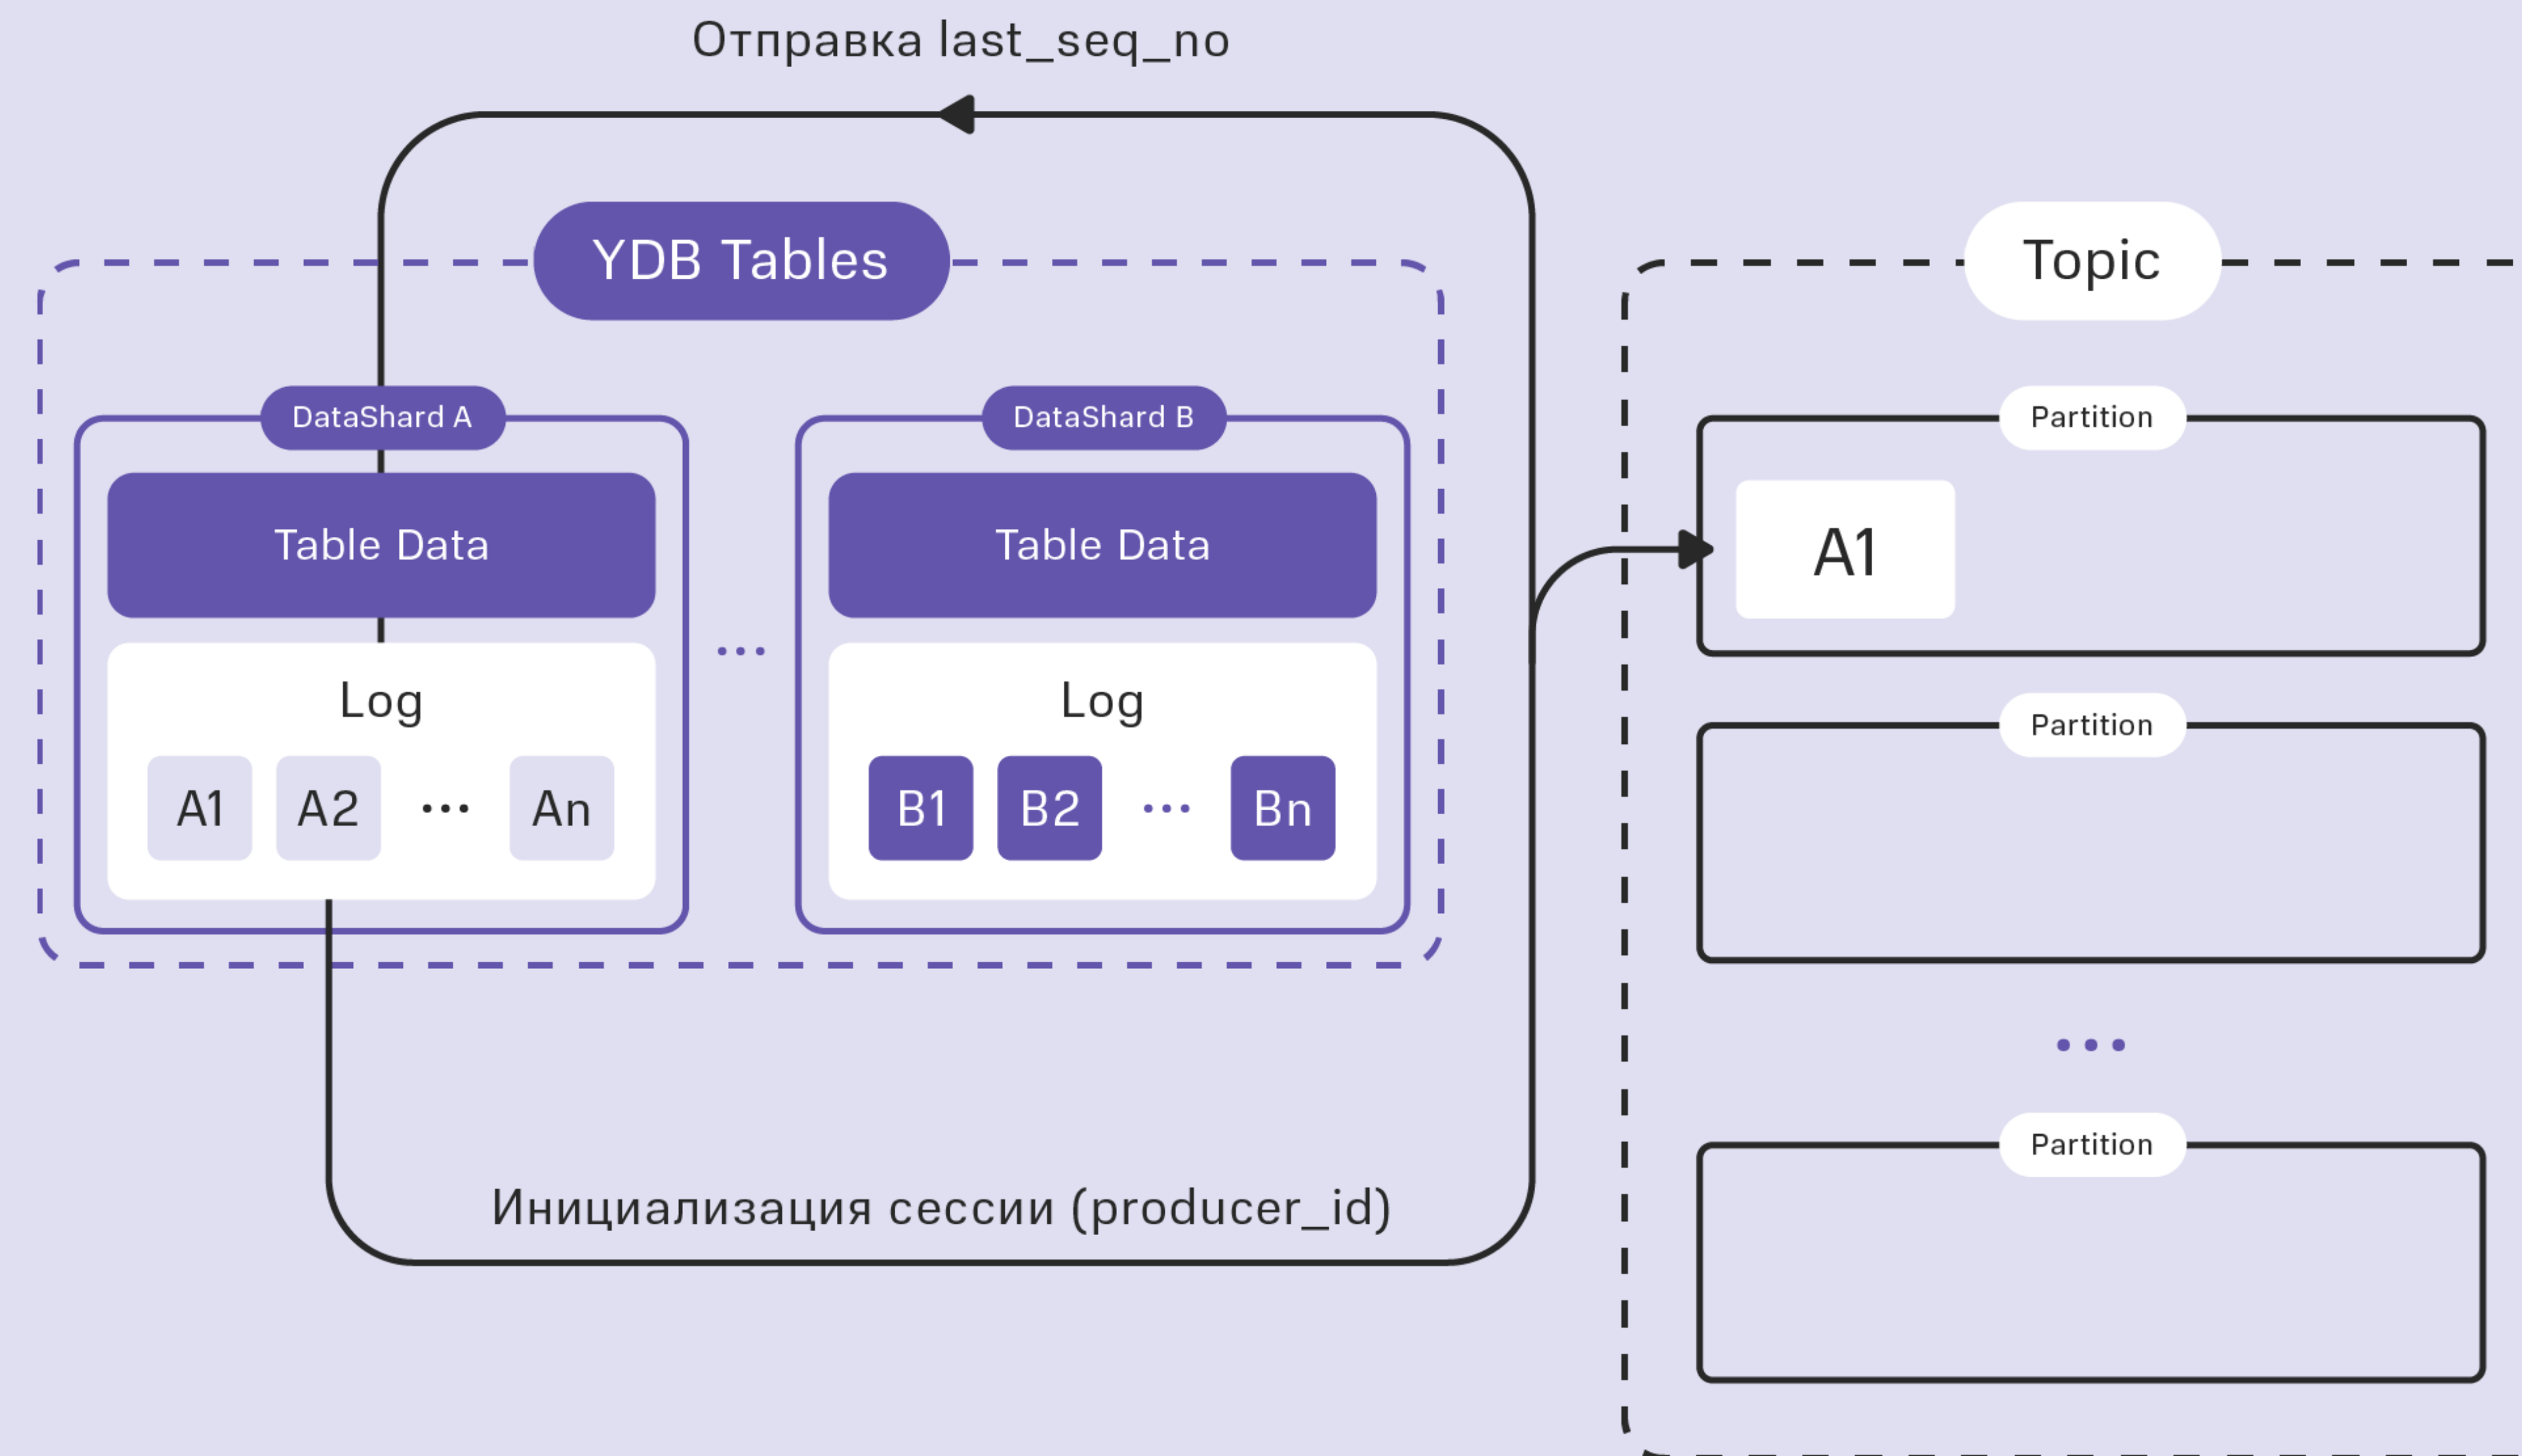 Отправка last_seq_no
YDB Tables
Topic
DataShard A
DataShard B
Partition
Table Data
Table Data
A1
Log
Log
Partition
A1 A2 ... An
B1 B2 ... Bn
...
Partition
Инициализация сессии (producer_id)